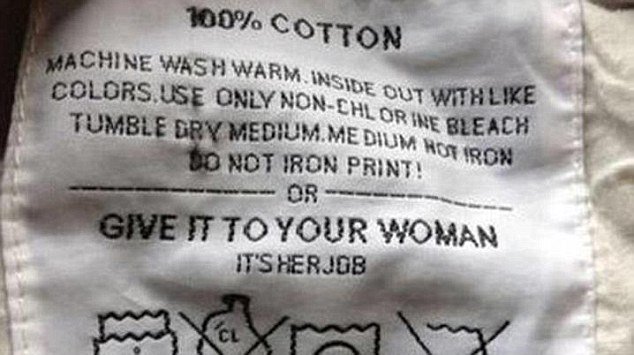 100% COTTON
MACHINE WASH WARM. INSIDE OUT WITH LIKE
COLORS. USE ONLY NON-CHLORINE BLEACH
TUMBLE DRY MEDIUM. MEDIUM HOT IRON
DO NOT IRON PRINT!
OR
GIVE IT TO YOUR WOMAN
IT'S HER JOB
CL